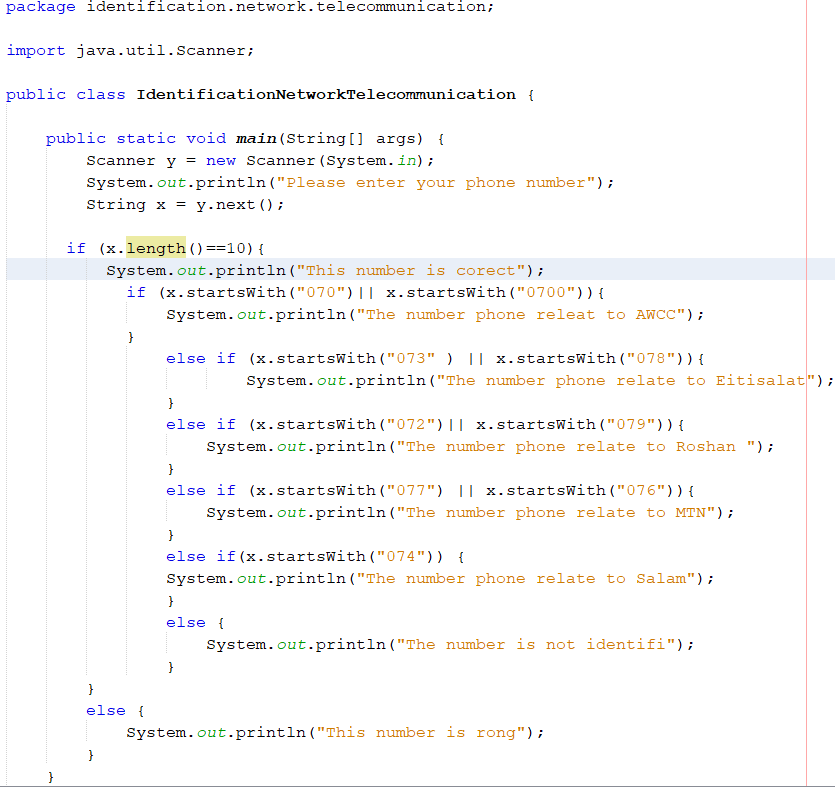 package identification.network.telecommunication;
import java.util.Scanner;
public class IdentificationNetworkTelecommunication {
public static void main(String[] args) {
Scanner y = new Scanner(System.in);
System.out.println("Please enter your phone number");
String x = y.next();
if (x.length()==10){
System.out.println("This number is corect");
if (x.startsWith("070")|| x.startsWith("0700")){
System.out.println("The number phone releat to AWCC");
}
else if (x.startsWith("073" ) || x.startsWith("078")){
System.out.println("The number phone relate to Eitisalat");
}
else if (x.startsWith("072")|| x.startsWith("079")){
System.out.println("The number phone relate to Roshan ");
}
else if (x.startsWith("077") || x.startsWith("076")){
System.out.println("The number phone relate to MTN");
}
else if(x.startsWith("074")) {
System.out.println("The number phone relate to Salam");
}
else {
System.out.println("The number is not identifi");
}
}
else {
System.out.println("This number is rong");
}
}